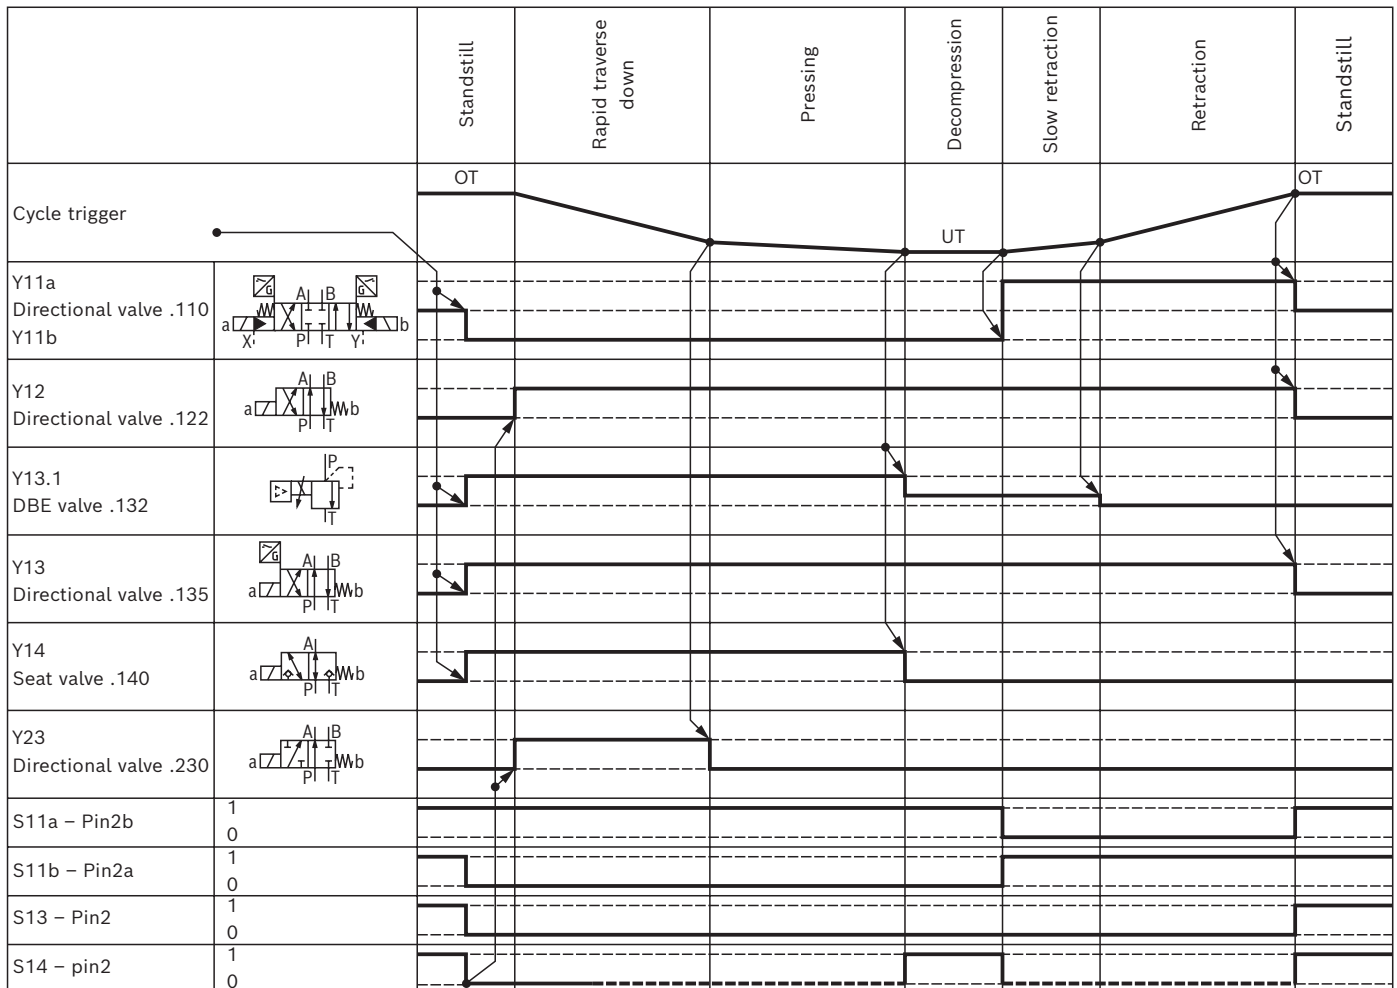 Standstill
Rapid traverse
down
Pressing
Decompression
Slow retraction
Retraction
Standstill
Cycle trigger
OT
UT
OT
Y11a
Directional valve .110
Y11b
G
G
A B
a b
X P T Y
Y12
Directional valve .122
A B
a b
P T
Y13.1
DBE valve .132
P
T
Y13
Directional valve .135
G
A B
a b
P T
Y14
Seat valve .140
A
a b
P T
Y23
Directional valve .230
A B
a b
P T
S11a – Pin2b
1
0
S11b – Pin2a
1
0
S13 – Pin2
1
0
S14 – pin2
1
0